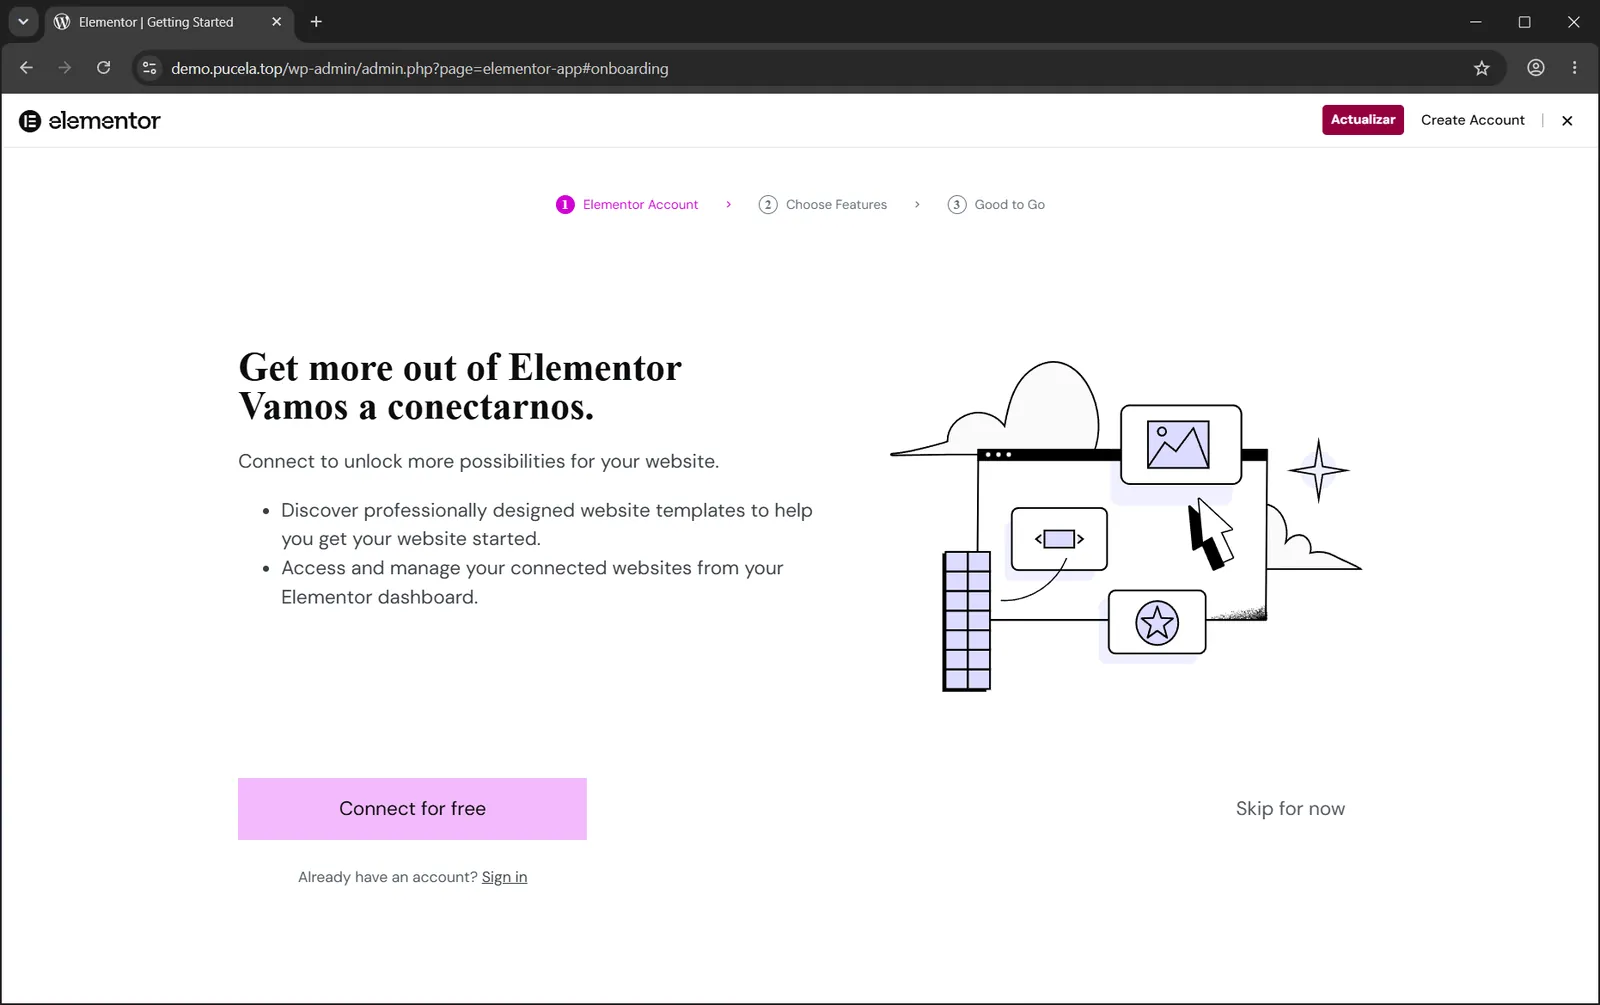 Elementor | Getting Started
demo.pucela.top/wp-admin/admin.php?page=elementor-app#onboarding
elementor
Actualizar
Create Account
1 Elementor Account
2 Choose Features
3 Good to Go
Get more out of Elementor
Vamos a conectarnos.
Connect to unlock more possibilities for your website.
Discover professionally designed website templates to help
you get your website started.
Access and manage your connected websites from your
Elementor dashboard.
Connect for free
Skip for now
Already have an account? Sign in